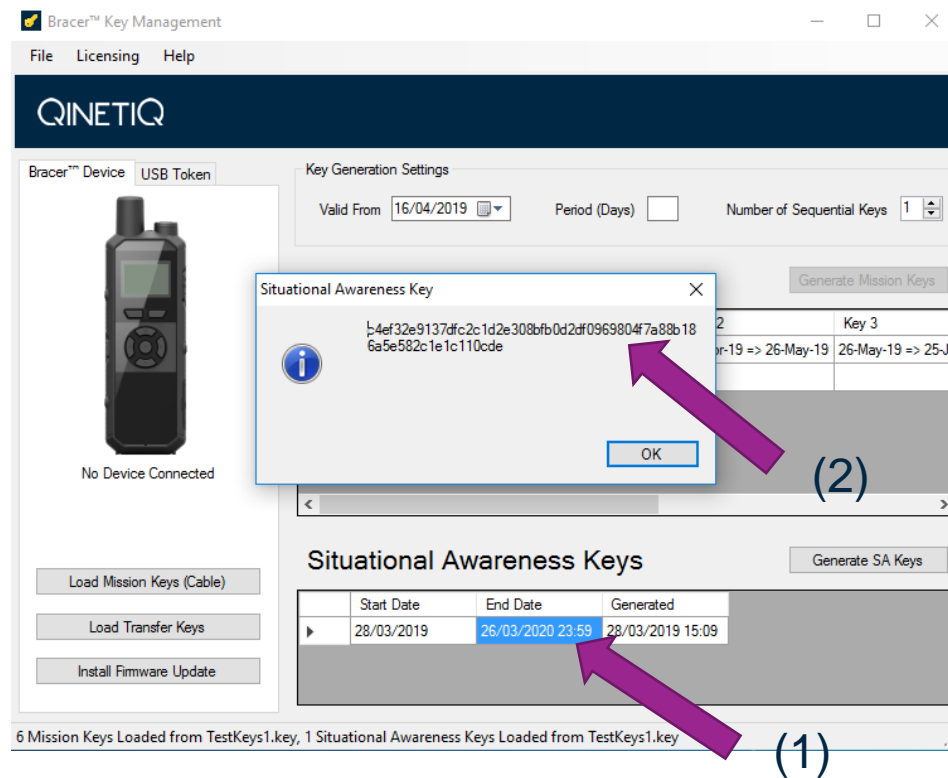 Bracer™ Key Management
File Licensing Help
QINETIQ
Bracer™ Device USB Token
Key Generation Settings
Valid From 16/04/2019 Period (Days) Number of Sequential Keys 1
Generate Mission Keys
Situational Awareness Key
b4ef32e9137dfc2c1d2e308bfb0d2df0969804f7a88b18
6a5e582c1e1c110cde
OK
2 Key 3
pr-19 => 26-May-19 26-May-19 => 25-J
No Device Connected
(2)
Situational Awareness Keys
Generate SA Keys
Load Mission Keys (Cable)
Load Transfer Keys
Install Firmware Update
Start Date End Date Generated
28/03/2019 26/03/2020 23:59 28/03/2019 15:09
6 Mission Keys Loaded from TestKeys1.key, 1 Situational Awareness Keys Loaded from TestKeys1.key
(1)